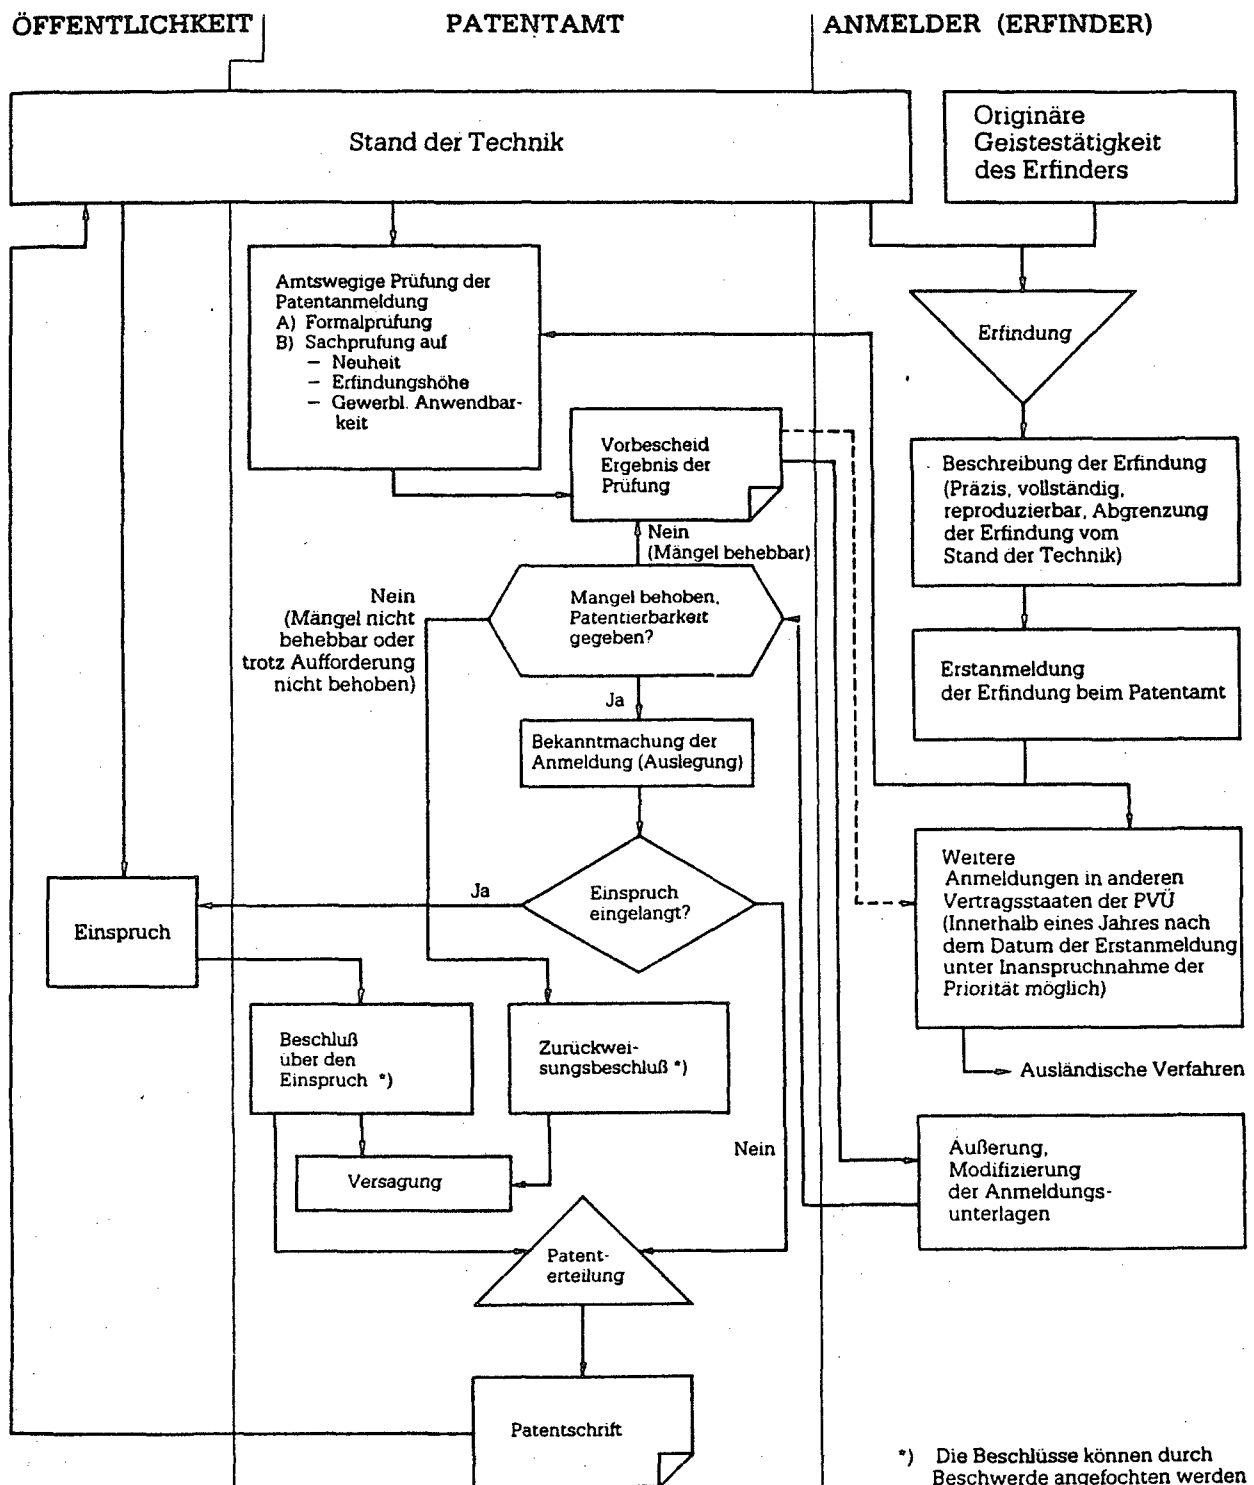 ÖFFENTLICHKEIT
PATENTAMT
ANMELDER (ERFINDER)
Stand der Technik
Originäre
Geistestätigkeit
des Erfinders
Amtswegige Prüfung der
Patentanmeldung
A) Formalprüfung
B) Sachprüfung auf
– Neuheit
– Erfindungshöhe
– Gewerbl. Anwendbar-
keit
Erfindung
Vorbescheid
Ergebnis der
Prüfung
Beschreibung der Erfindung
(Präzis, vollständig,
reproduzierbar, Abgrenzung
der Erfindung vom
Stand der Technik)
Nein
(Mängel behebbar)
Nein
(Mängel nicht
behebbar oder
trotz Aufforderung
nicht behoben)
Mangel behoben,
Patentierbarkeit
gegeben?
Erstanmeldung
der Erfindung beim Patentamt
Ja
Bekanntmachung der
Anmeldung (Auslegung)
Weitere
Anmeldungen in anderen
Vertragsstaaten der PVÜ
(Innerhalb eines Jahres nach
dem Datum der Erstanmeldung
unter Inanspruchnahme der
Priorität möglich)
Ja
Einspruch
eingelangt?
Einspruch
Beschluß
über den
Einspruch *)
Zurückwei-
sungsbeschluß *)
Ausländische Verfahren
Nein
Äußerung,
Modifizierung
der Anmeldungs-
unterlagen
Versagung
Patent-
erteilung
Patentschrift
*) Die Beschlüsse können durch
Beschwerde angefochten werden